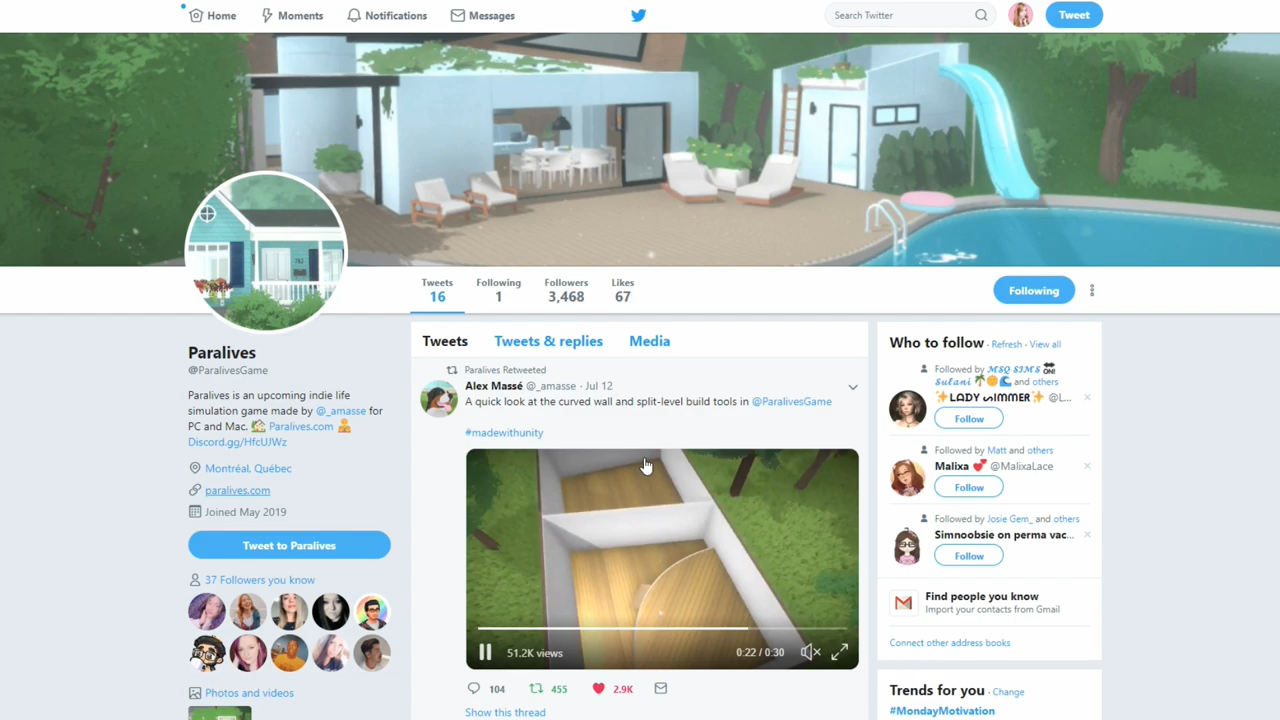 Home
Moments
Notifications
Messages
Search Twitter
Tweet
Tweets
16
Following
1
Followers
3,468
Likes
67
Following
Paralives
@ParalivesGame
Paralives is an upcoming indie life
simulation game made by @_amasse for
PC and Mac. 🏡 Paralives.com
Discord.gg/HfcUJWz
Montréal, Québec
paralives.com
Joined May 2019
Tweet to Paralives
37 Followers you know
Photos and videos
Tweets
Tweets & replies
Media
Paralives Retweeted
Alex Massé @_amasse · Jul 12
A quick look at the curved wall and split-level build tools in @ParalivesGame
#madewithunity
51.2K views
0:22 / 0:30
104
455
2.9K
Show this thread
Who to follow · Refresh · View all
Followed by 𝓜𝓢𝓠 𝓢𝓘𝓜𝓢
𝓢𝓾𝓵𝓪𝓷𝓲 🌴🌞🌊 and others
@L...
Follow
Followed by Matt and others
Malixa 💕 @MalixaLace
Follow
Followed by Josie Gem_ and others
Simnoobsie on perma vac...
Follow
Find people you know
Import your contacts from Gmail
Connect other address books
Trends for you · Change
#MondayMotivation